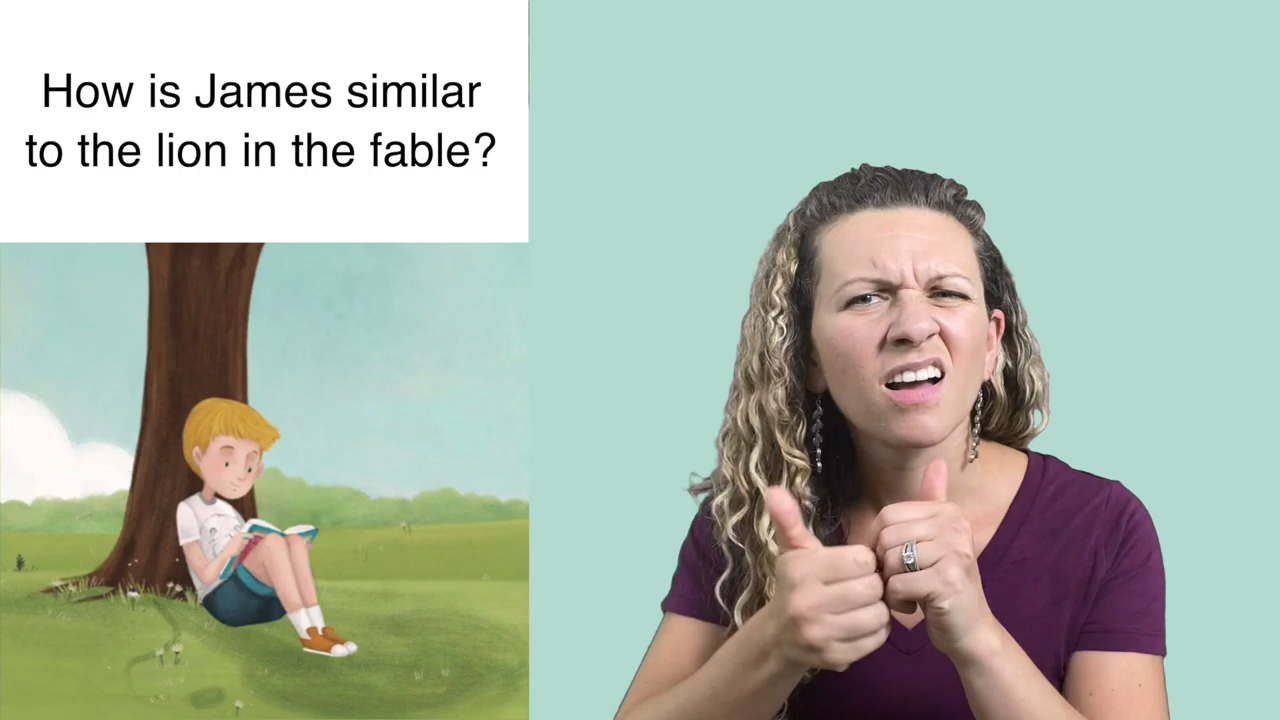 How is James similar
to the lion in the fable?